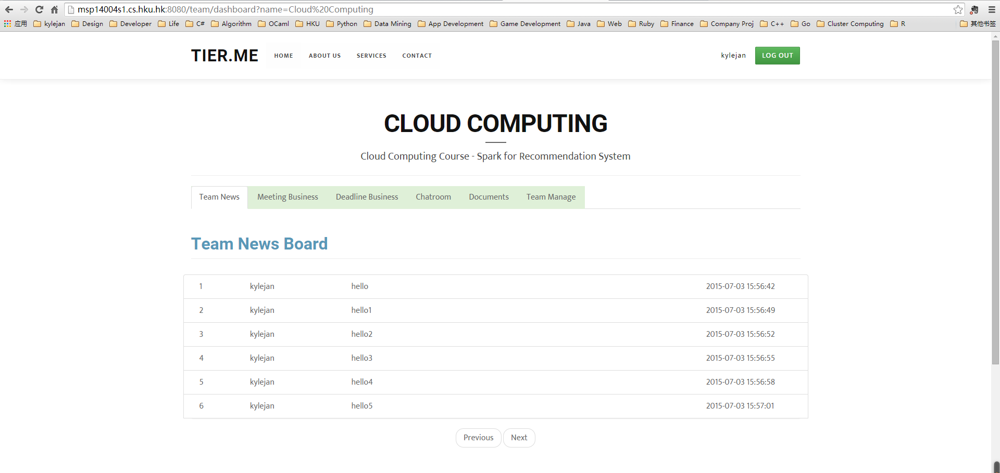 msp14004s1.cs.hku.hk:8080/team/dashboard?name=Cloud%20Computing
应用 kylejan Design Developer Life C# Algorithm OCaml HKU Python Data Mining App Development Game Development Java Web Ruby Finance Company Proj C++ Go Cluster Computing R 其他书签
TIER.ME HOME ABOUT US SERVICES CONTACT kylejan LOG OUT
CLOUD COMPUTING
Cloud Computing Course - Spark for Recommendation System
Team News Meeting Business Deadline Business Chatroom Documents Team Manage
Team News Board
1 kylejan hello 2015-07-03 15:56:42
2 kylejan hello1 2015-07-03 15:56:49
3 kylejan hello2 2015-07-03 15:56:52
4 kylejan hello3 2015-07-03 15:56:55
5 kylejan hello4 2015-07-03 15:56:58
6 kylejan hello5 2015-07-03 15:57:01
Previous Next